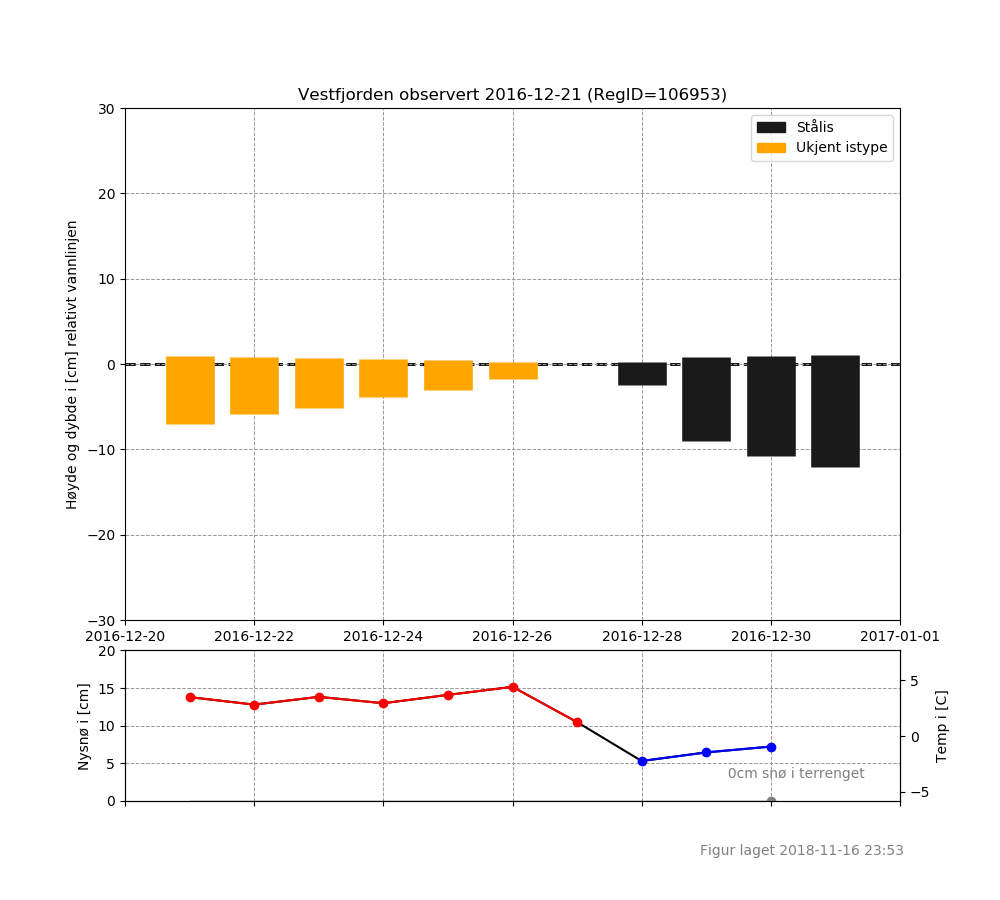 Vestfjorden observert 2016-12-21 (RegID=106953)
Stålis
Ukjent istype
Høyde og dybde i [cm] relativt vannlinjen
30
20
10
0
−10
−20
−30
2016-12-20 2016-12-22 2016-12-24 2016-12-26 2016-12-28 2016-12-30 2017-01-01
Nysnø i [cm]
20
15
10
5
0
5
0
−5
Temp i [C]
0cm snø i terrenget
Figur laget 2018-11-16 23:53